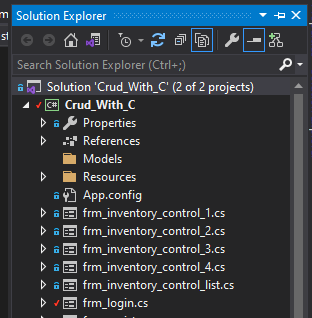 Solution Explorer
Search Solution Explorer (Ctrl+;)
Solution 'Crud_With_C' (2 of 2 projects)
C# Crud_With_C
Properties
References
Models
Resources
App.config
frm_inventory_control_1.cs
frm_inventory_control_2.cs
frm_inventory_control_3.cs
frm_inventory_control_4.cs
frm_inventory_control_list.cs
frm_login.cs